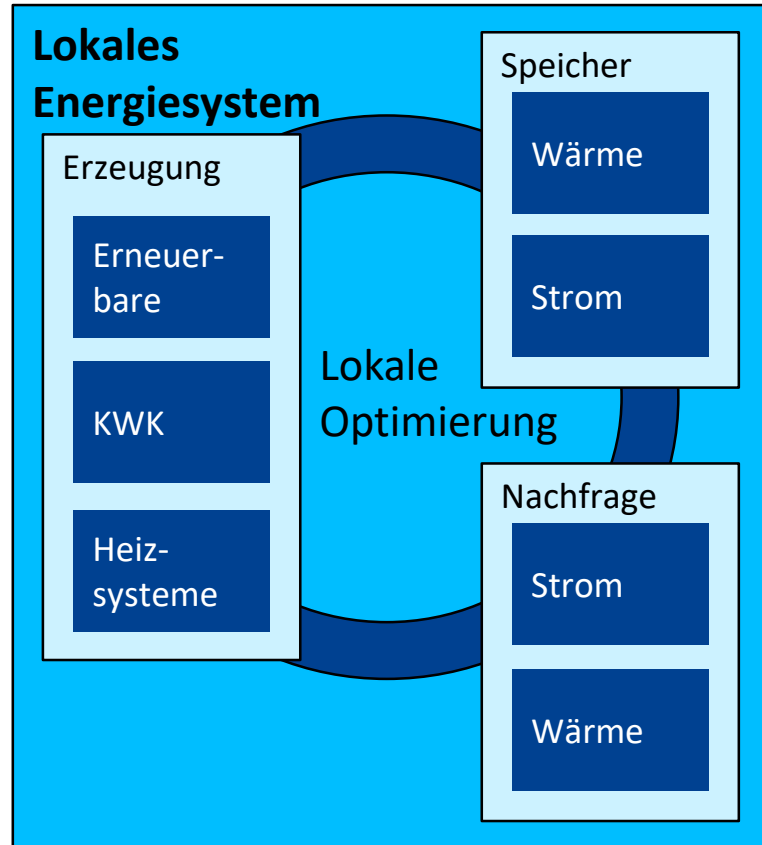 Lokales
Energiesystem
Erzeugung
Erneuer-
bare
KWK
Heiz-
systeme
Lokale
Optimierung
Speicher
Wärme
Strom
Nachfrage
Strom
Wärme